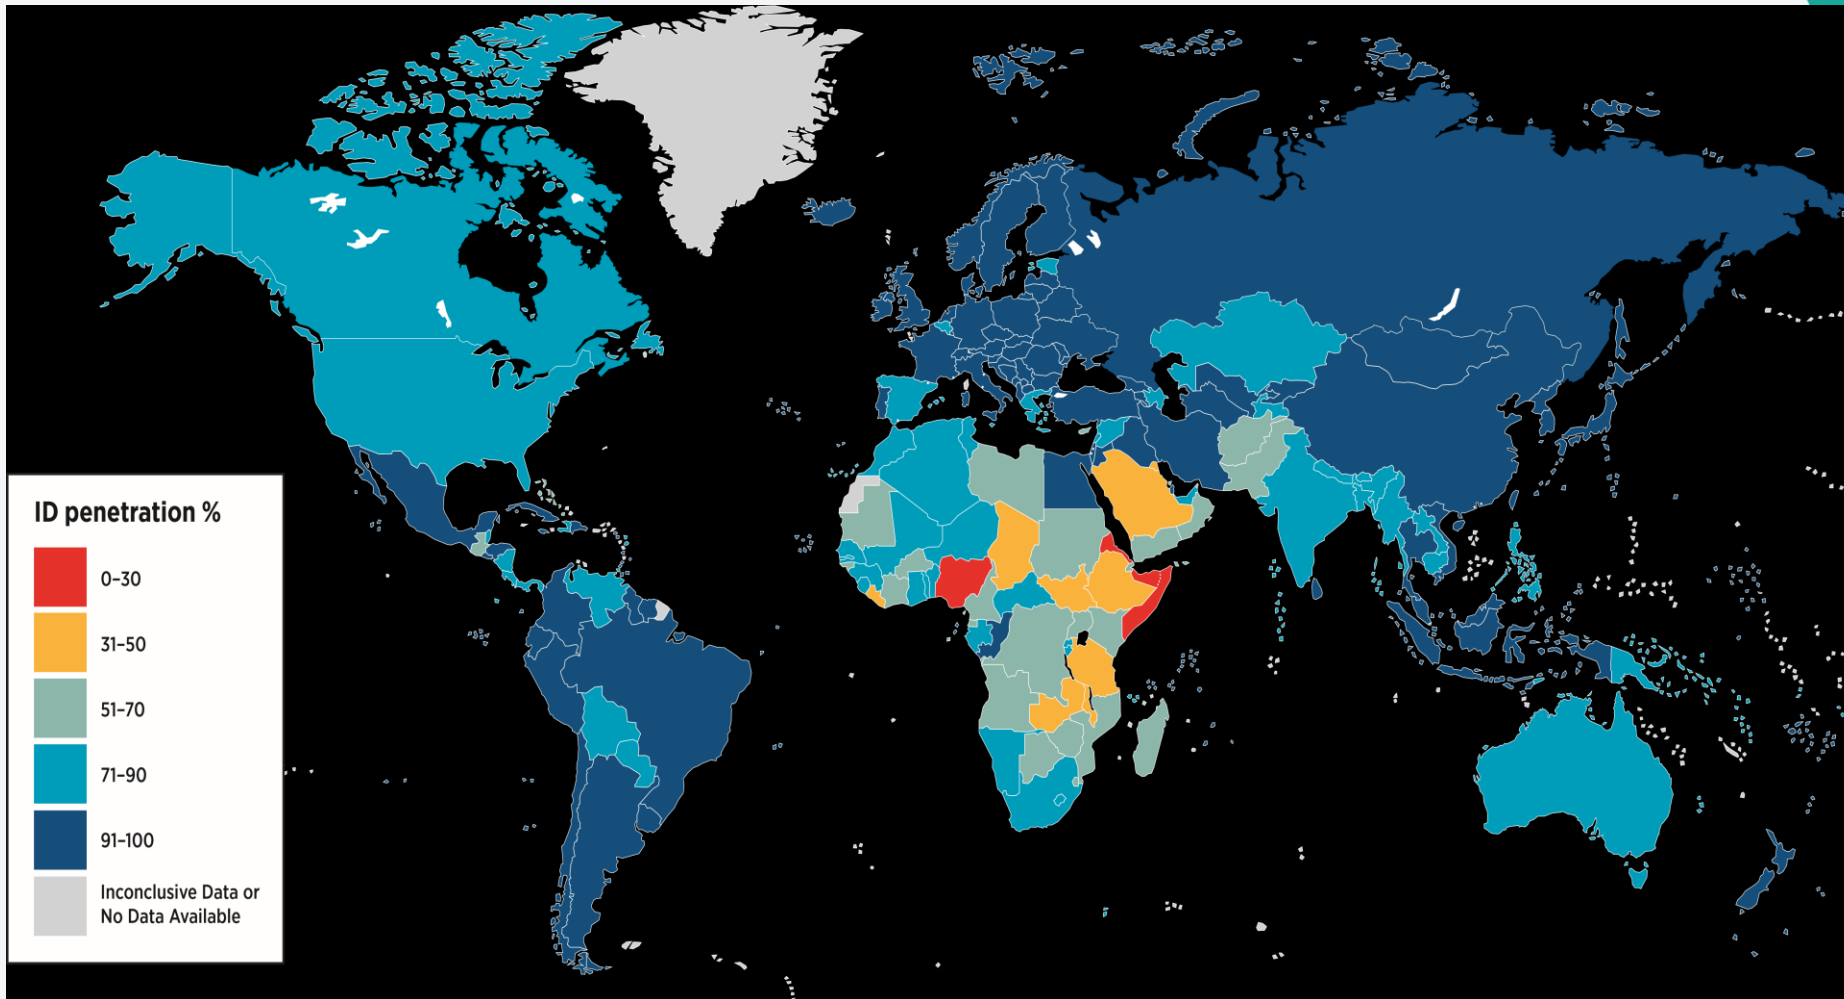 ID penetration %
0–30
31–50
51–70
71–90
91–100
Inconclusive Data or
No Data Available